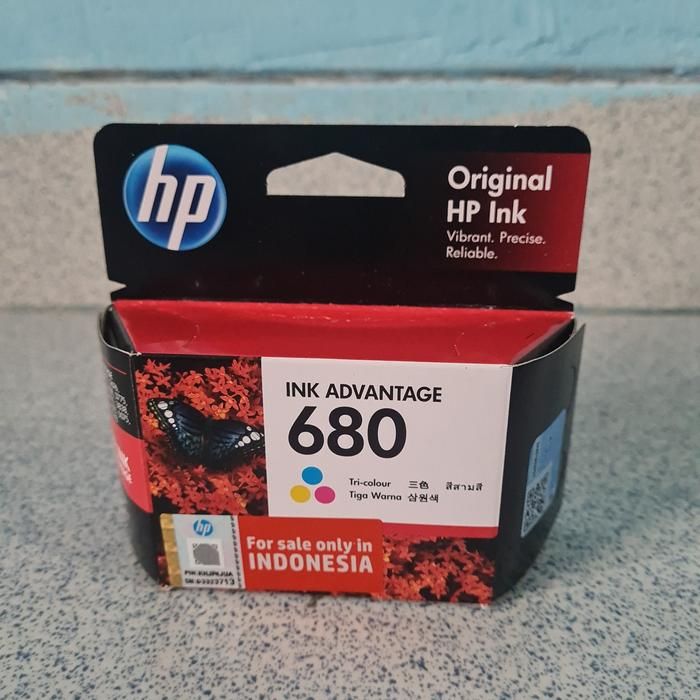 hp
Original
HP Ink
Vibrant. Precise.
Reliable.
INK ADVANTAGE
680
Tri-colour 三色 สีสามสี
Tiga Warna 삼원색
hp
For sale only in
INDONESIA